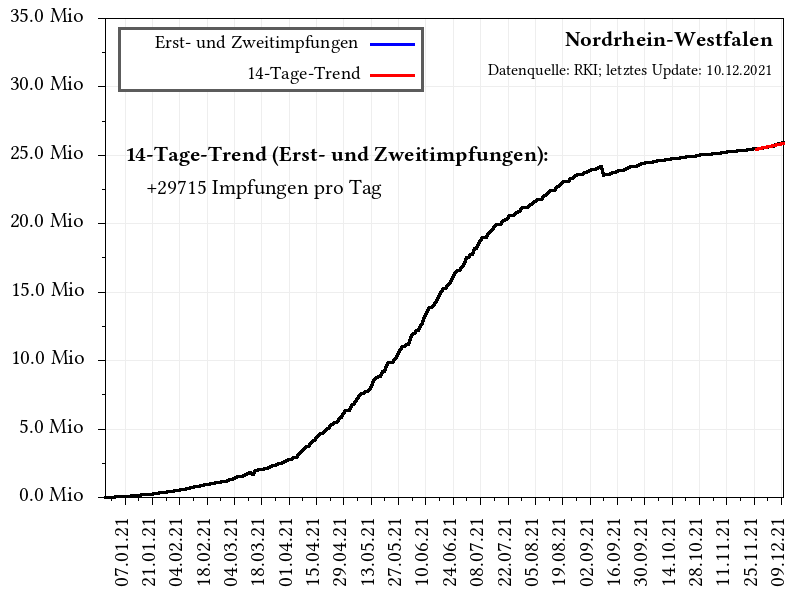 35.0 Mio
30.0 Mio
25.0 Mio
20.0 Mio
15.0 Mio
10.0 Mio
5.0 Mio
0.0 Mio
Erst- und Zweitimpfungen
14-Tage-Trend
Nordrhein-Westfalen
Datenquelle: RKI; letztes Update: 10.12.2021
14-Tage-Trend (Erst- und Zweitimpfungen):
+29715 Impfungen pro Tag
07.01.21
21.01.21
04.02.21
18.02.21
04.03.21
18.03.21
01.04.21
15.04.21
29.04.21
13.05.21
27.05.21
10.06.21
24.06.21
08.07.21
22.07.21
05.08.21
19.08.21
02.09.21
16.09.21
30.09.21
14.10.21
28.10.21
11.11.21
25.11.21
09.12.21